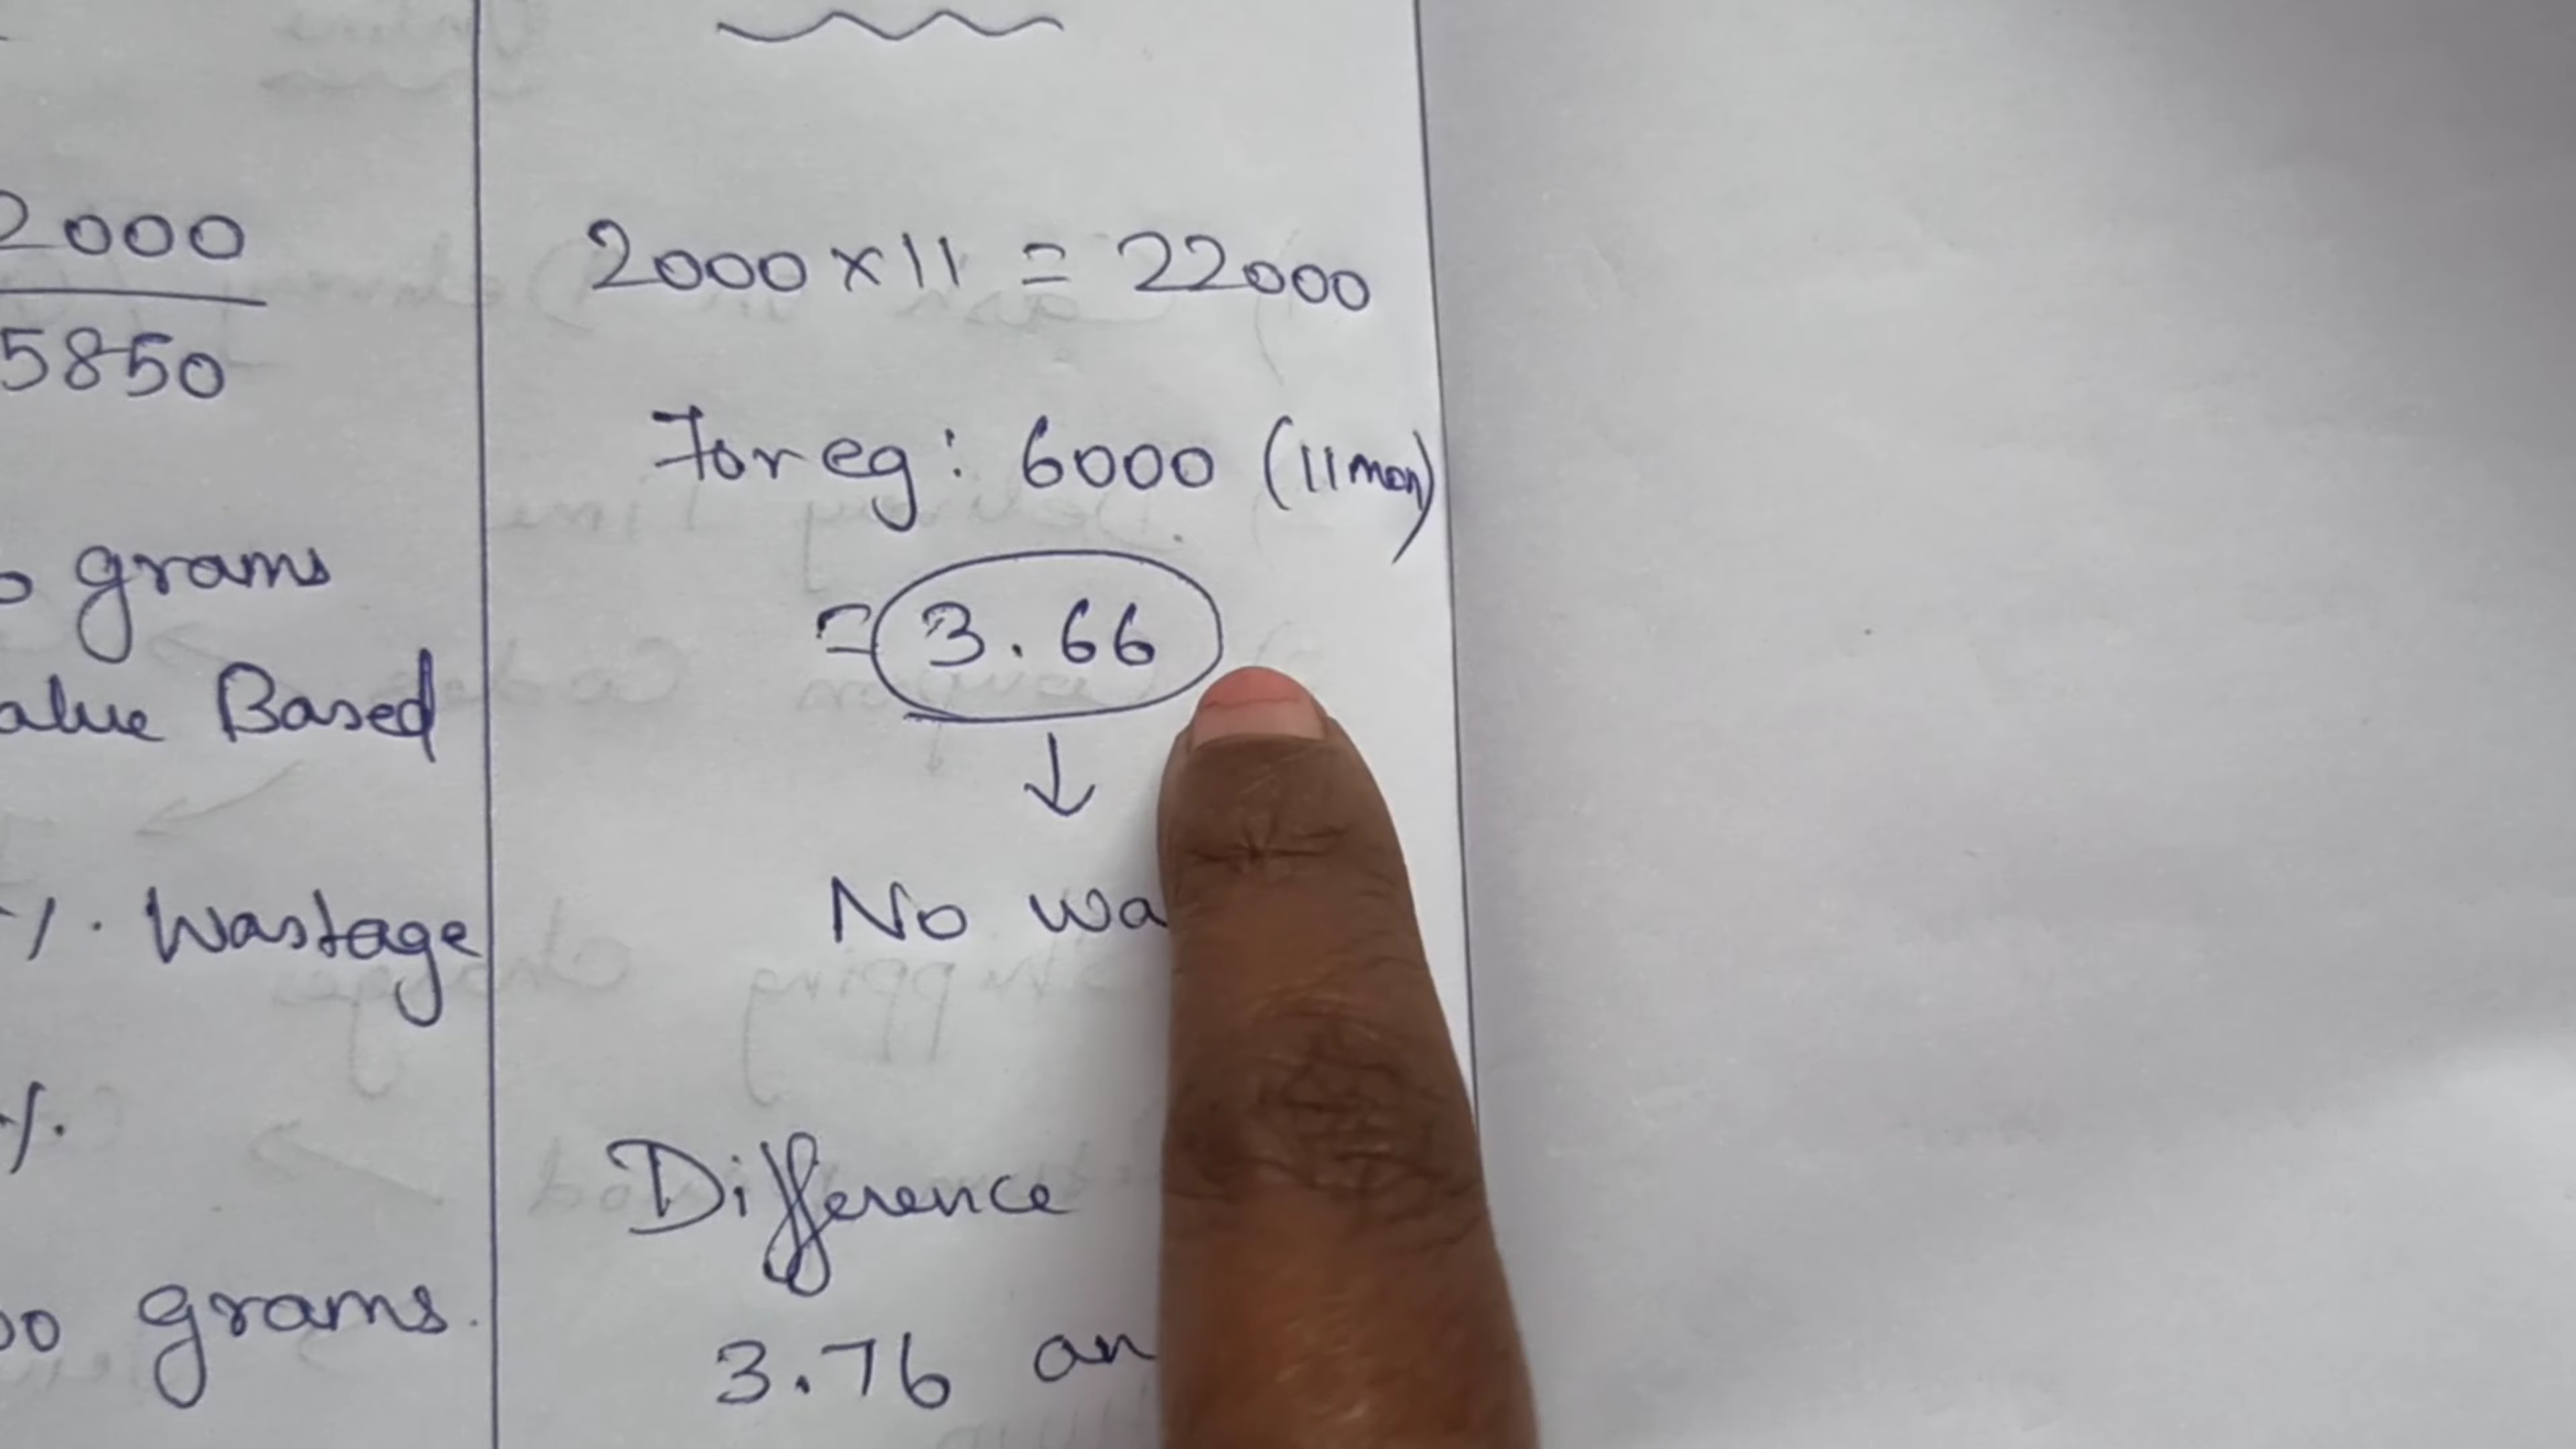 2000
5850
grams
Based
%. Wastage
%.
grams.
2000 x 11 = 22000
For eg: 6000 (11 mon)
= 3.66
↓
No wa
Difference
3.76 an